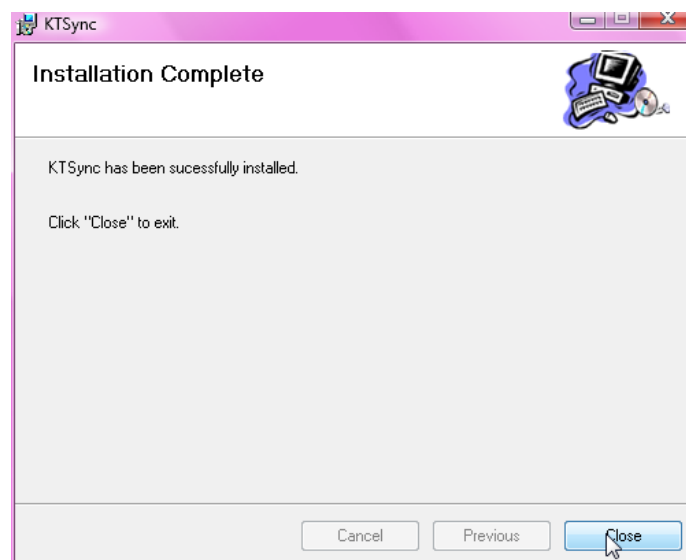 KTSync
Installation Complete
KTSync has been sucessfully installed.
Click "Close" to exit.
Cancel
Previous
Close